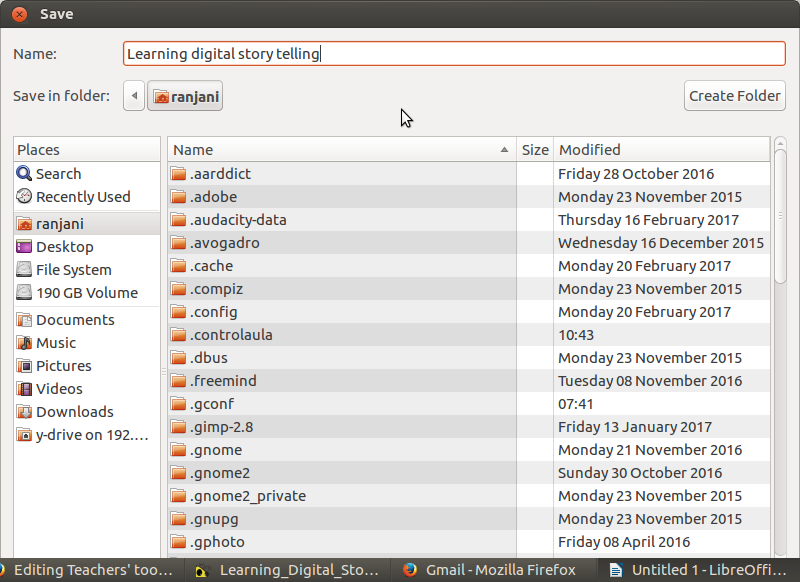 Save
Name: Learning digital story telling
Save in folder: ranjani Create Folder
Places
Search
Recently Used
ranjani
Desktop
File System
190 GB Volume
Documents
Music
Pictures
Videos
Downloads
y-drive on 192....
Name Size Modified
.aarddict Friday 28 October 2016
.adobe Monday 23 November 2015
.audacity-data Thursday 16 February 2017
.avogadro Wednesday 16 December 2015
.cache Monday 20 February 2017
.compiz Monday 23 November 2015
.config Monday 20 February 2017
.controlaula 10:43
.dbus Monday 23 November 2015
.freemind Tuesday 08 November 2016
.gconf 07:41
.gimp-2.8 Friday 13 January 2017
.gnome Monday 21 November 2016
.gnome2 Sunday 30 October 2016
.gnome2_private Monday 23 November 2015
.gnupg Monday 23 November 2015
.gphoto Friday 08 April 2016
Editing Teachers' too... Learning_Digital_Sto... Gmail - Mozilla Firefox Untitled 1 - LibreOffi...